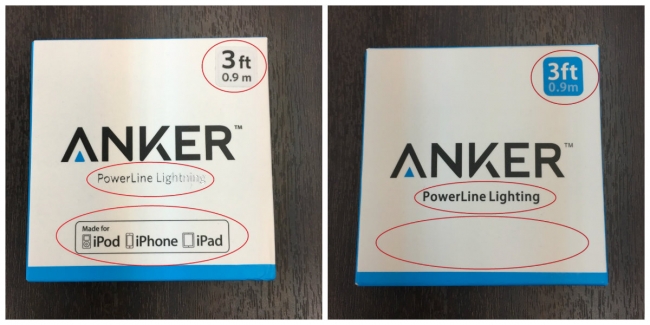 3 ft
0.9 m
ANKER™
PowerLine Lightning
Made for
iPod iPhone iPad
3ft
0.9m
ANKER™
PowerLine Lighting